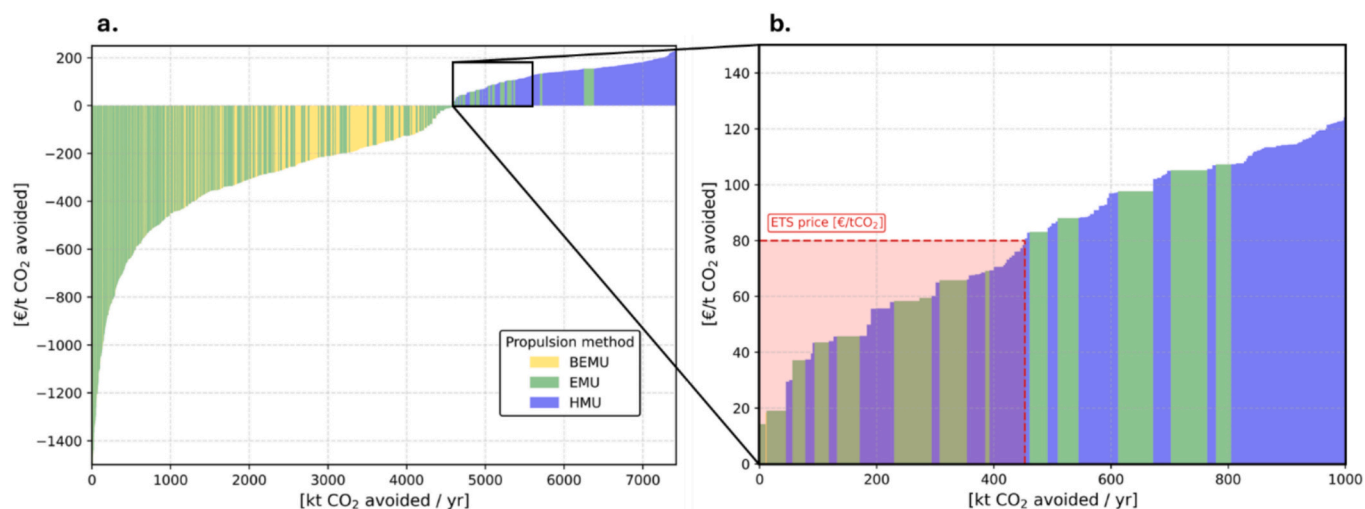 a.
b.
200
0
−200
−400
−600
−800
−1000
−1200
−1400
[€/t CO₂ avoided]
0 1000 2000 3000 4000 5000 6000 7000
[kt CO₂ avoided / yr]
Propulsion method
BEMU
EMU
HMU
140
120
100
80
60
40
20
0
[€/t CO₂ avoided]
ETS price [€/tCO₂]
0 200 400 600 800 1000
[kt CO₂ avoided / yr]